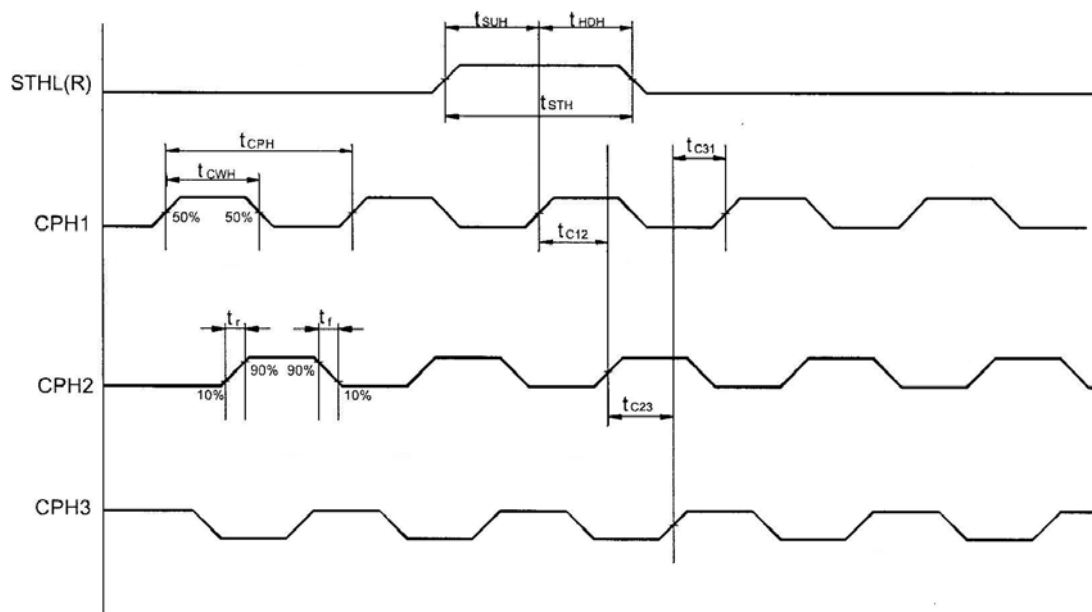 tSUH tHDH
STHL(R)
tSTH
tCPH
tC31
tCWH
50% 50%
CPH1
tC12
tr tf
90% 90%
CPH2
10% 10%
tC23
CPH3